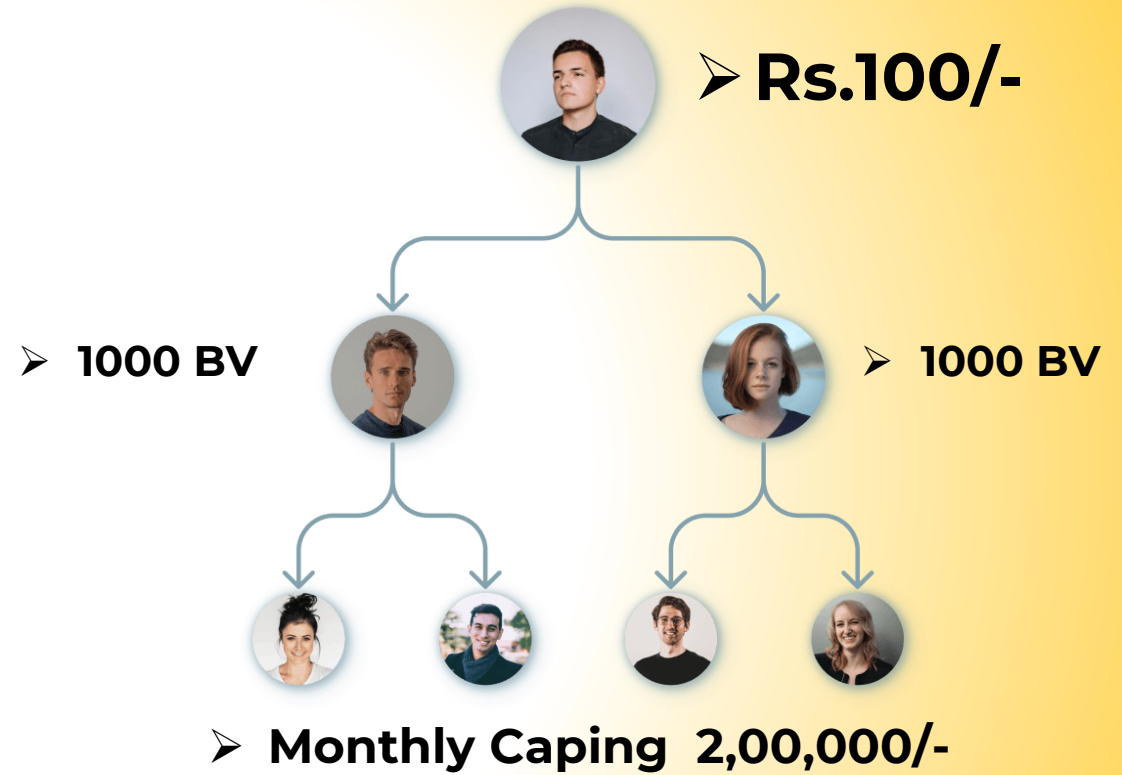 ➢ Rs.100/-
➢ 1000 BV
➢ 1000 BV
➢ Monthly Caping 2,00,000/-